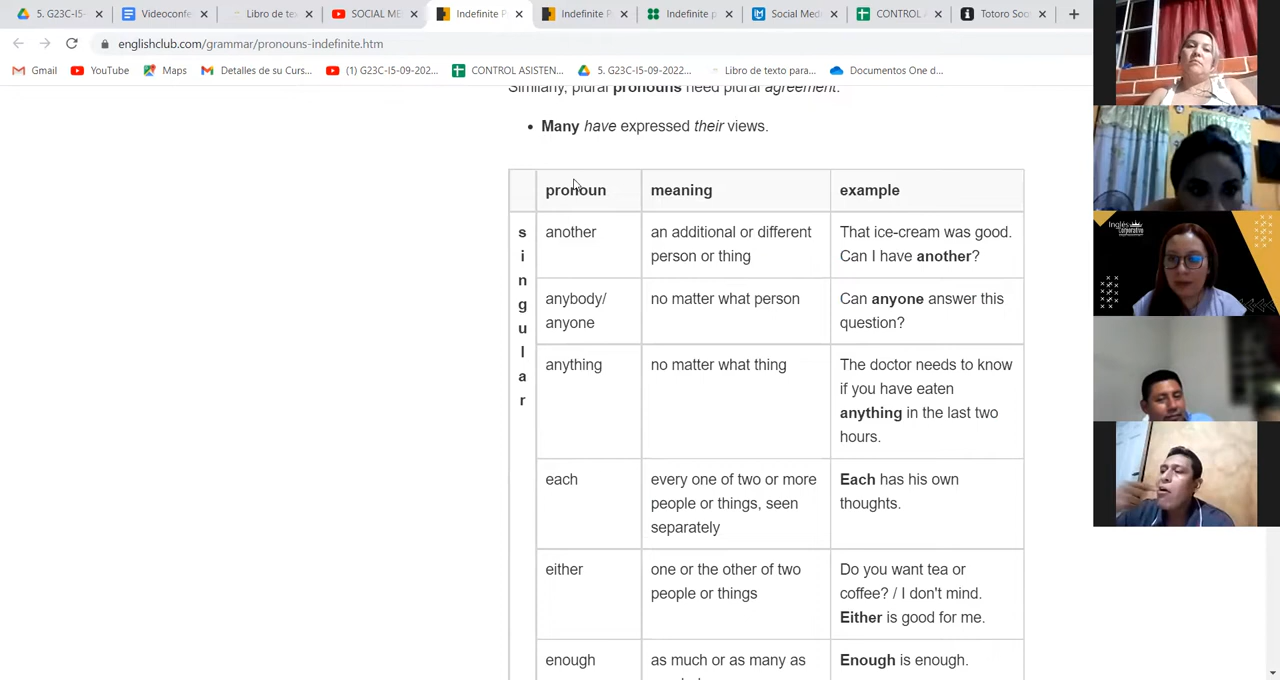 5. G23C-I5-
Videoconfe
Libro de te
SOCIAL ME
Indefinite P
Indefinite P
Indefinite p
Social Med
CONTROL A
Totoro Soo
englishclub.com/grammar/pronouns-indefinite.htm
Gmail
YouTube
Maps
Detalles de su Curs...
(1) G23C-I5-09-202...
CONTROL ASISTEN...
5. G23C-I5-09-2022...
Libro de texto para...
Documentos One d...
Similarly, plural pronouns need plural agreement.
• Many have expressed their views.
pronoun
meaning
example
singular
another
an additional or different
person or thing
That ice-cream was good.
Can I have another?
anybody/
anyone
no matter what person
Can anyone answer this
question?
anything
no matter what thing
The doctor needs to know
if you have eaten
anything in the last two
hours.
each
every one of two or more
people or things, seen
separately
Each has his own
thoughts.
either
one or the other of two
people or things
Do you want tea or
coffee? / I don't mind.
Either is good for me.
enough
as much or as many as
Enough is enough.
Inglés
Corporativo